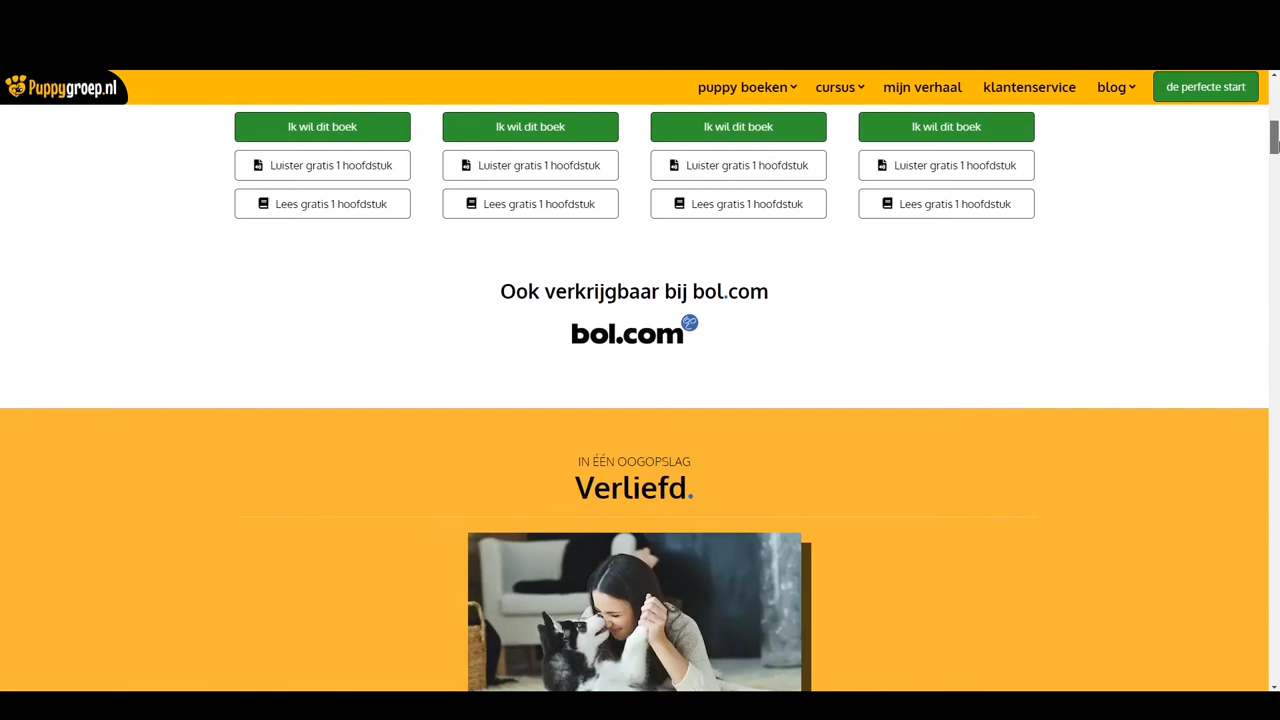 Puppygroep.nl
puppy boeken cursus mijn verhaal klantenservice blog de perfecte start
Ik wil dit boek Ik wil dit boek Ik wil dit boek Ik wil dit boek
Luister gratis 1 hoofdstuk Luister gratis 1 hoofdstuk Luister gratis 1 hoofdstuk Luister gratis 1 hoofdstuk
Lees gratis 1 hoofdstuk Lees gratis 1 hoofdstuk Lees gratis 1 hoofdstuk Lees gratis 1 hoofdstuk
Ook verkrijgbaar bij bol.com
bol.com
IN ÉÉN OOGOPSLAG
Verliefd.